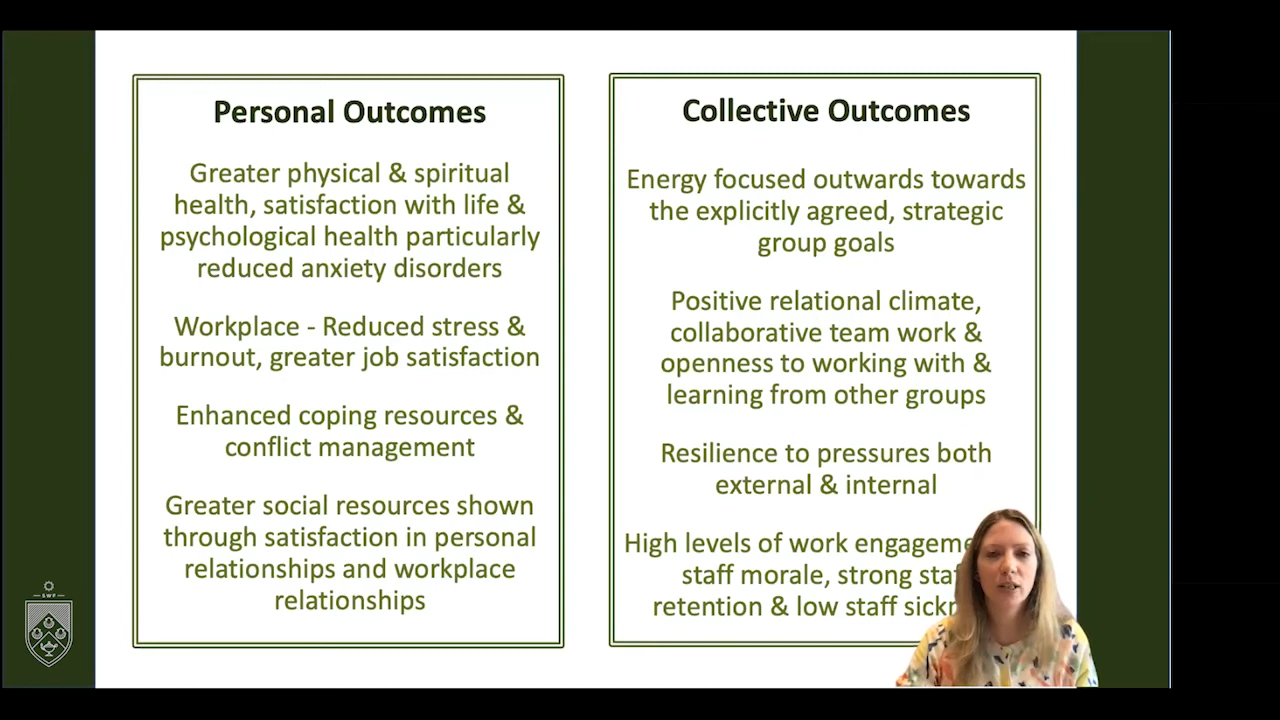 Personal Outcomes
Greater physical & spiritual
health, satisfaction with life &
psychological health particularly
reduced anxiety disorders
Workplace - Reduced stress &
burnout, greater job satisfaction
Enhanced coping resources &
conflict management
Greater social resources shown
through satisfaction in personal
relationships and workplace
relationships
Collective Outcomes
Energy focused outwards towards
the explicitly agreed, strategic
group goals
Positive relational climate,
collaborative team work &
openness to working with &
learning from other groups
Resilience to pressures both
external & internal
High levels of work
staff morale, strong
retention & low staff
SWF